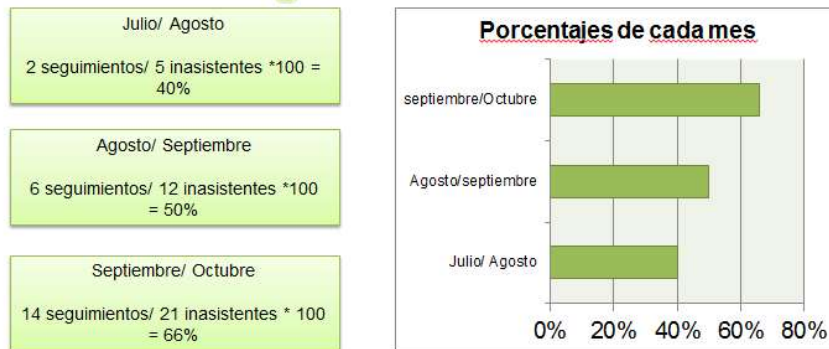 Julio/ Agosto
2 seguimientos/ 5 inasistentes *100 =
40%
Agosto/ Septiembre
6 seguimientos/ 12 inasistentes *100
= 50%
Septiembre/ Octubre
14 seguimientos/ 21 inasistentes * 100
= 66%
Porcentajes de cada mes
septiembre/Octubre
Agosto/septiembre
Julio/ Agosto
0% 20% 40% 60% 80%